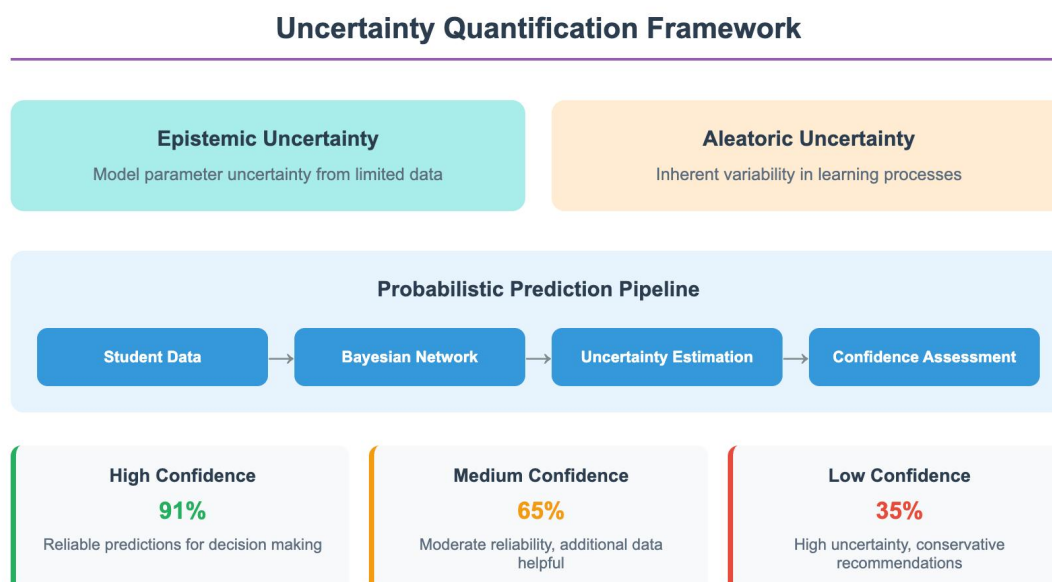 Uncertainty Quantification Framework
Epistemic Uncertainty
Model parameter uncertainty from limited data
Aleatoric Uncertainty
Inherent variability in learning processes
Probabilistic Prediction Pipeline
Student Data
Bayesian Network
Uncertainty Estimation
Confidence Assessment
High Confidence
91%
Reliable predictions for decision making
Medium Confidence
65%
Moderate reliability, additional data
helpful
Low Confidence
35%
High uncertainty, conservative
recommendations